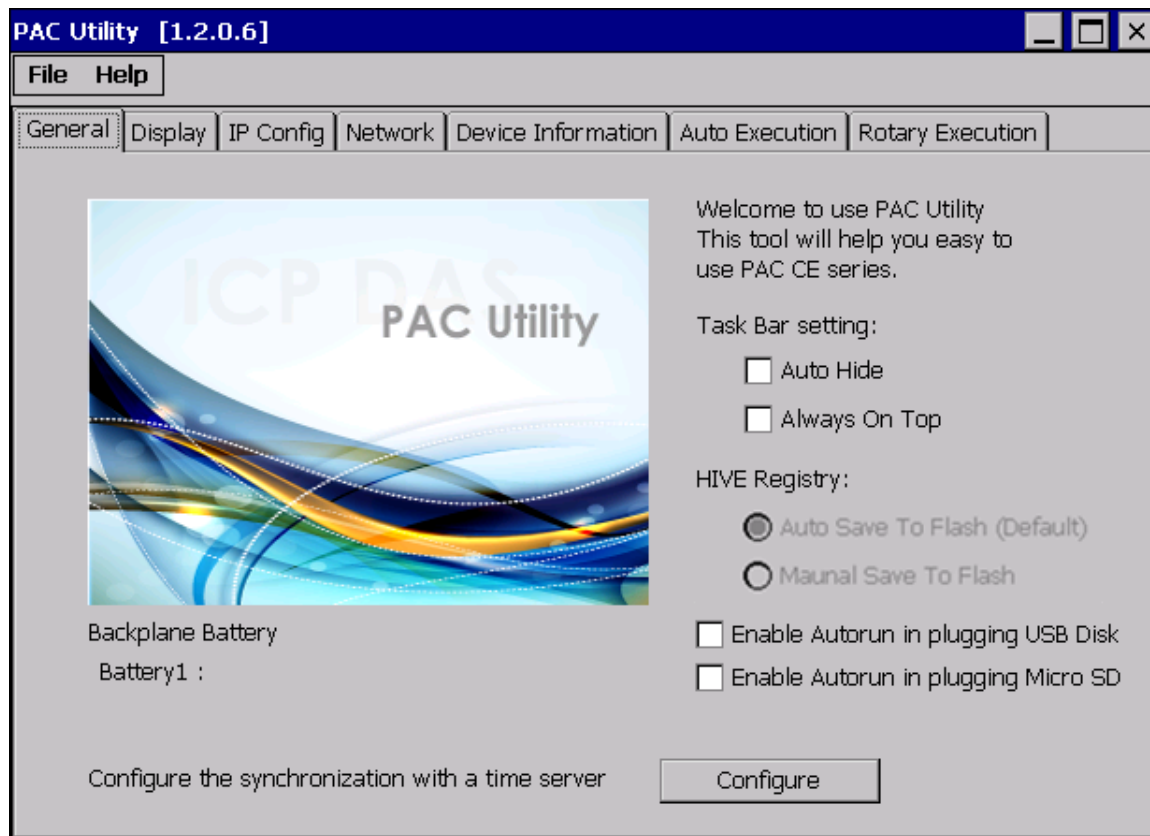 PAC Utility [1.2.0.6]
File Help
General Display IP Config Network Device Information Auto Execution Rotary Execution
ICP DAS
PAC Utility
Welcome to use PAC Utility
This tool will help you easy to
use PAC CE series.
Task Bar setting:
Auto Hide
Always On Top
HIVE Registry:
Auto Save To Flash (Default)
Maunal Save To Flash
Backplane Battery
Battery1 :
Enable Autorun in plugging USB Disk
Enable Autorun in plugging Micro SD
Configure the synchronization with a time server
Configure